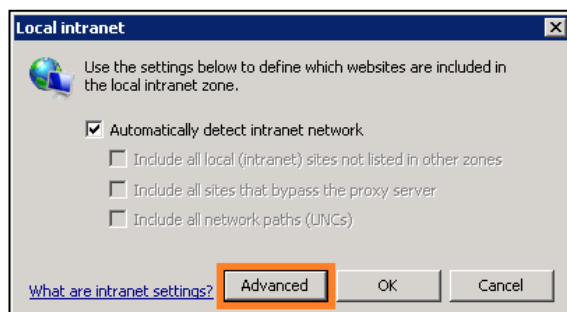 Local intranet
Use the settings below to define which websites are included in
the local intranet zone.
Automatically detect intranet network
Include all local (intranet) sites not listed in other zones
Include all sites that bypass the proxy server
Include all network paths (UNCs)
What are intranet settings? Advanced OK Cancel